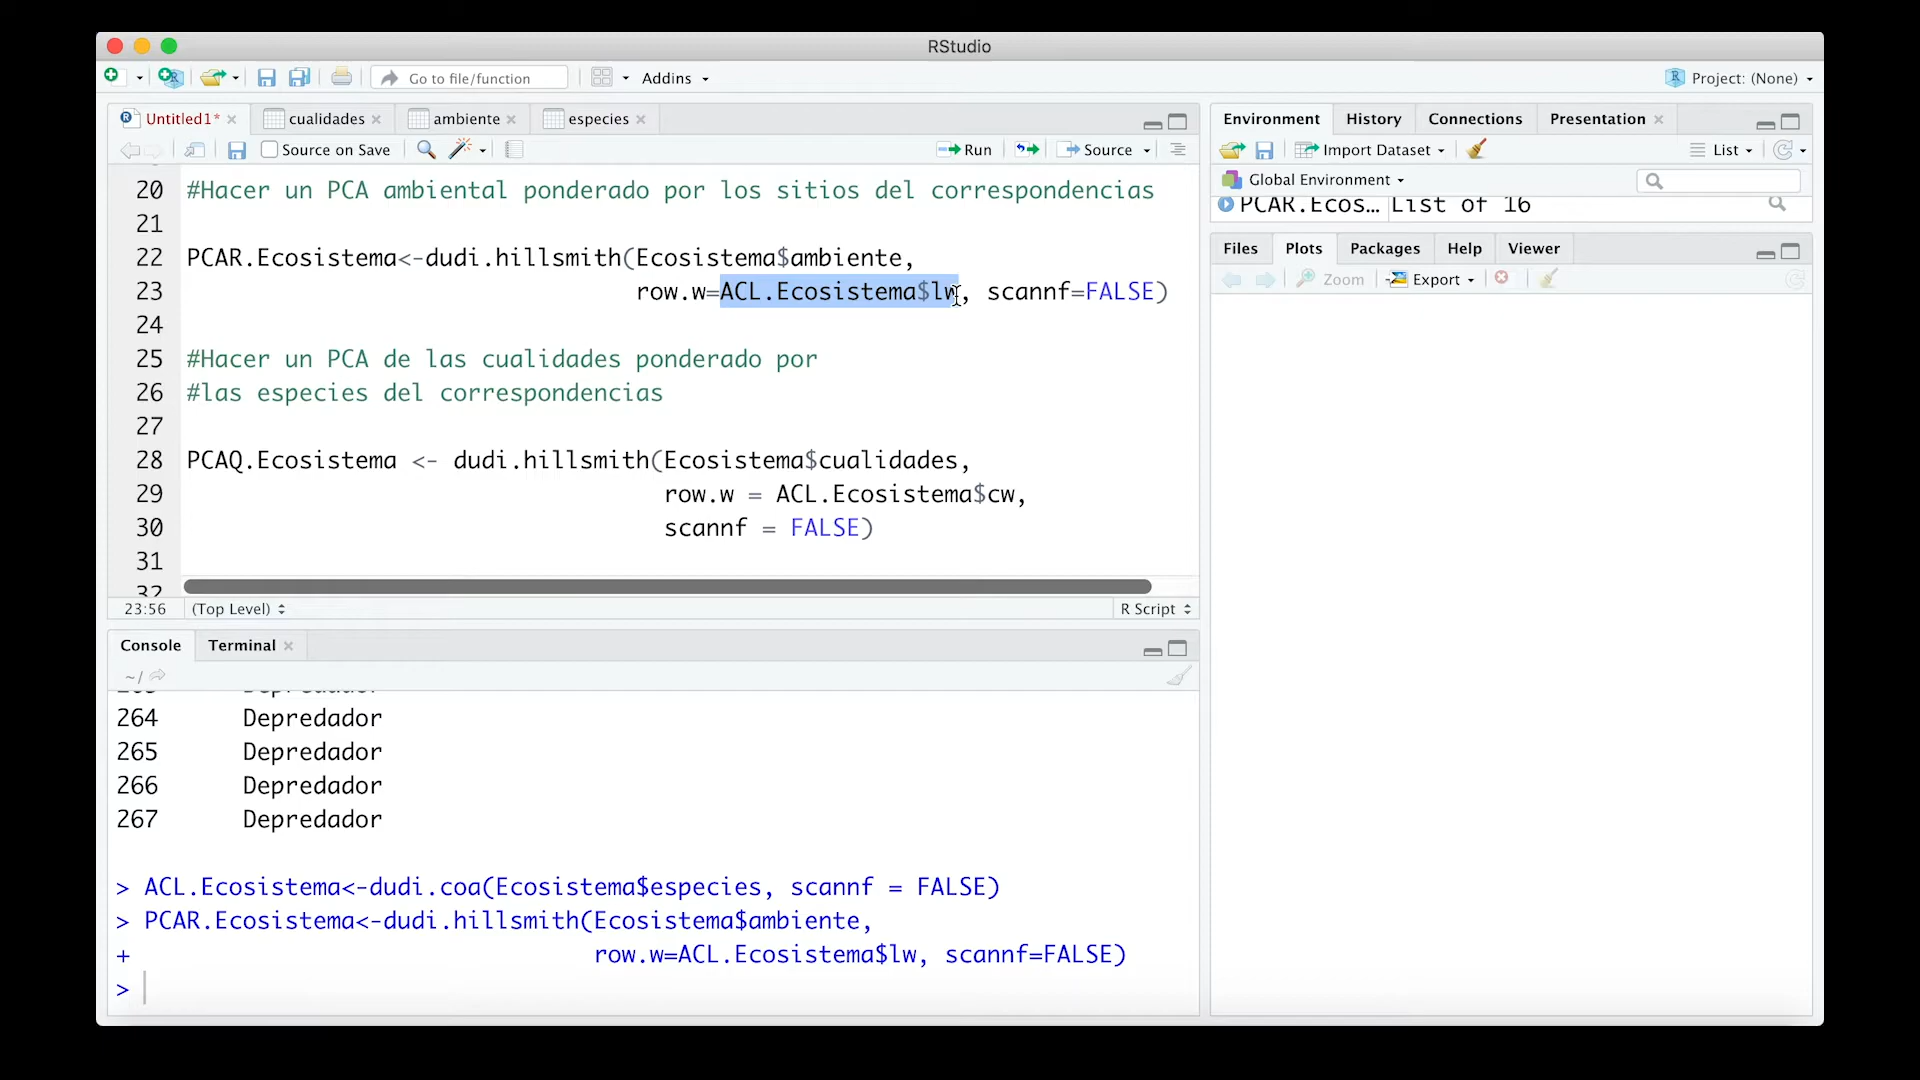 RStudio
Go to file/function
Addins
Project: (None)
Untitled1*
cualidades
ambiente
especies
Source on Save
Run
Source
20 #Hacer un PCA ambiental ponderado por los sitios del correspondencias
21
22 PCAR.Ecosistema<-dudi.hillsmith(Ecosistema$ambiente,
23 row.w=ACL.Ecosistema$lw, scannf=FALSE)
24
25 #Hacer un PCA de las cualidades ponderado por
26 #las especies del correspondencias
27
28 PCAQ.Ecosistema <- dudi.hillsmith(Ecosistema$cualidades,
29 row.w = ACL.Ecosistema$cw,
30 scannf = FALSE)
31
32
23:56 (Top Level) R Script
Console Terminal
~/
264 Depredador
265 Depredador
266 Depredador
267 Depredador
> ACL.Ecosistema<-dudi.coa(Ecosistema$especies, scannf = FALSE)
> PCAR.Ecosistema<-dudi.hillsmith(Ecosistema$ambiente,
+ row.w=ACL.Ecosistema$lw, scannf=FALSE)
>
Environment History Connections Presentation
Import Dataset List
Global Environment
PCAR.Ecos… List of 16
Files Plots Packages Help Viewer
Zoom Export